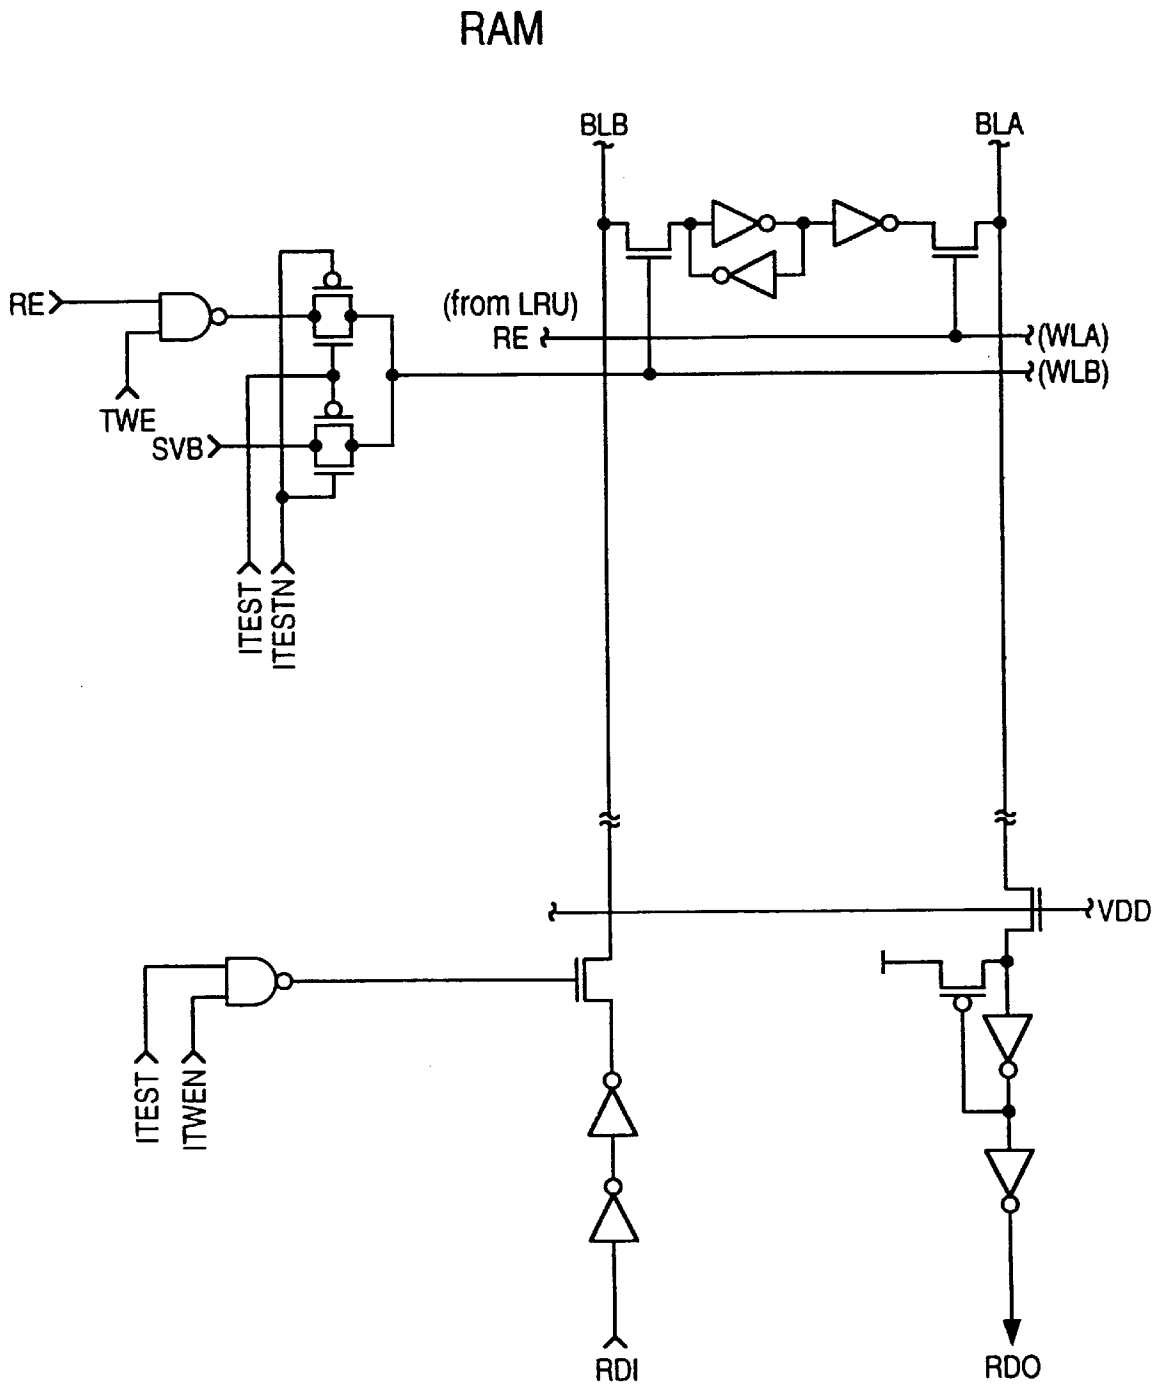 RAM
BLB
BLA
RE
(from LRU)
RE
(WLA)
(WLB)
TWE
SVB
ITEST
ITESTN
VDD
ITEST
ITWEN
RDI
RDO